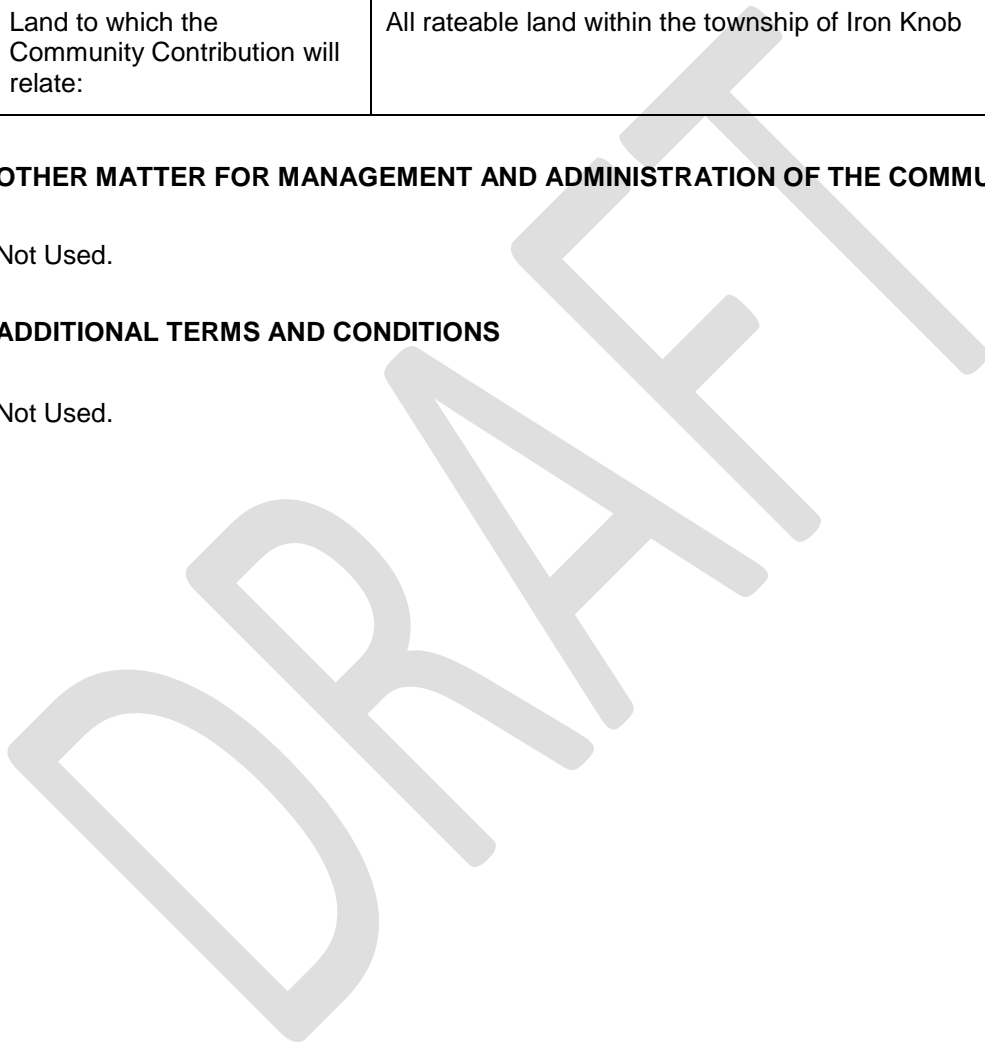 Land to which the
Community Contribution will
relate:
All rateable land within the township of Iron Knob
OTHER MATTER FOR MANAGEMENT AND ADMINISTRATION OF THE
Not Used.
ADDITIONAL TERMS AND CONDITIONS
Not Used.
DRAFT